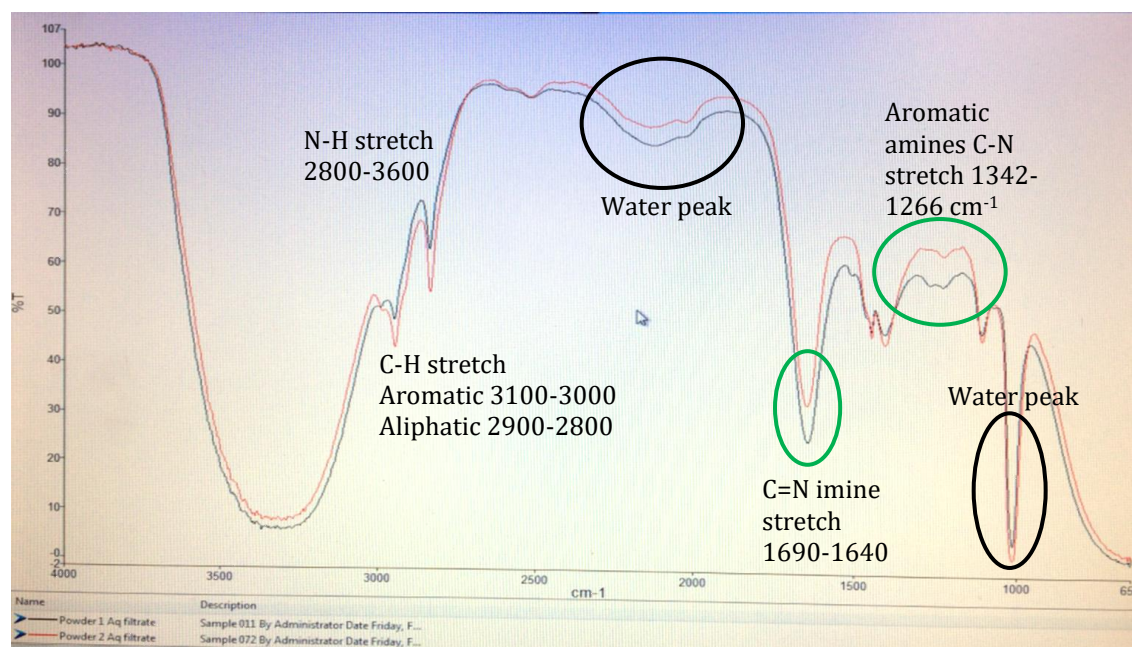 107
100
90
80
70
60
50
40
30
20
10
-0
-2
%T
4000
3500
3000
2500
2000
1500
1000
65
cm-1
N-H stretch
2800-3600
C-H stretch
Aromatic 3100-3000
Aliphatic 2900-2800
Water peak
Aromatic
amines C-N
stretch 1342-
1266 cm-1
C=N imine
stretch
1690-1640
Water peak
Name Description
Powder 1 Aq filtrate Sample 011 By Administrator Date Friday, F...
Powder 2 Aq filtrate Sample 072 By Administrator Date Friday, F...